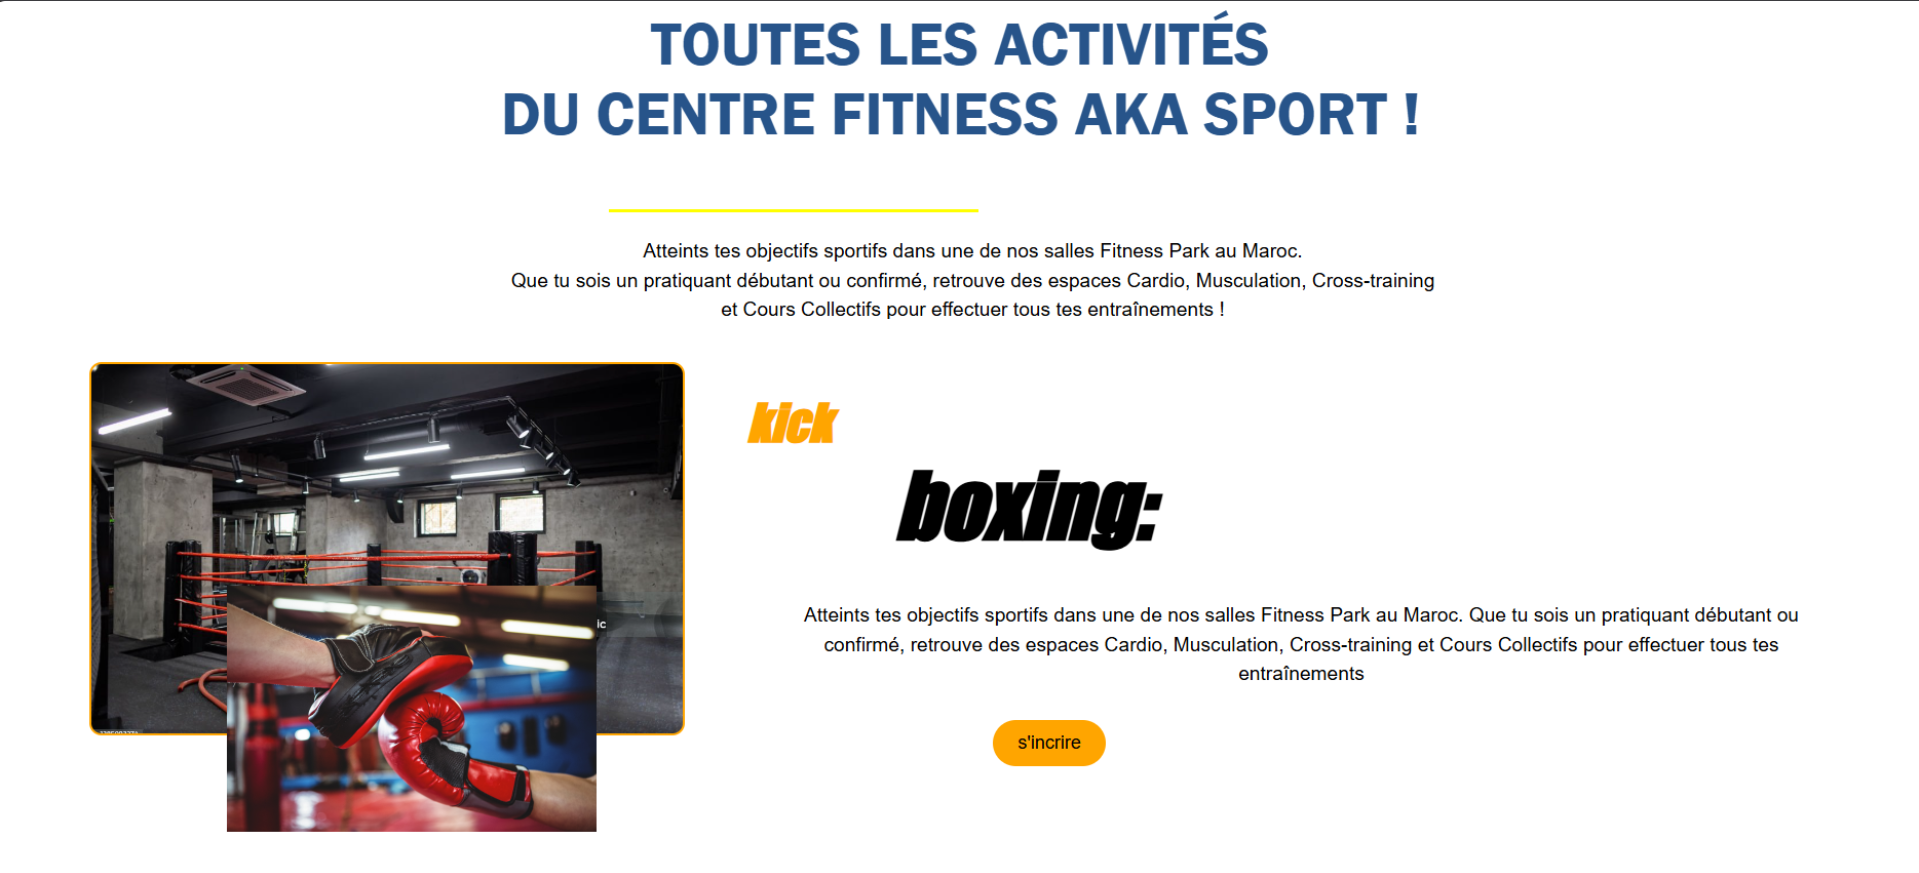 TOUTES LES ACTIVITÉS
DU CENTRE FITNESS AKA SPORT !
Atteints tes objectifs sportifs dans une de nos salles Fitness Park au Maroc.
Que tu sois un pratiquant débutant ou confirmé, retrouve des espaces Cardio, Musculation, Cross-training
et Cours Collectifs pour effectuer tous tes entraînements !
kick
boxing:
ic
Atteints tes objectifs sportifs dans une de nos salles Fitness Park au Maroc. Que tu sois un pratiquant débutant ou
confirmé, retrouve des espaces Cardio, Musculation, Cross-training et Cours Collectifs pour effectuer tous tes
entraînements
s'incrire